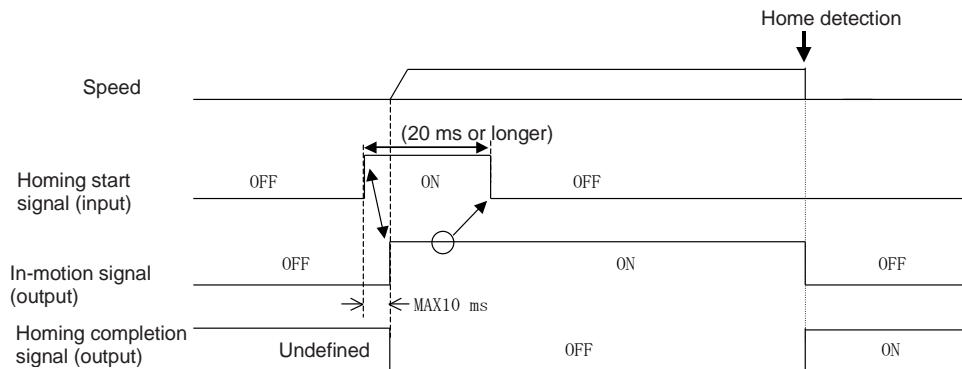 Home detection
Speed
(20 ms or longer)
Homing start
signal (input)
OFF
ON
OFF
In-motion signal
(output)
OFF
ON
OFF
MAX10 ms
Homing completion
signal (output)
Undefined
OFF
ON